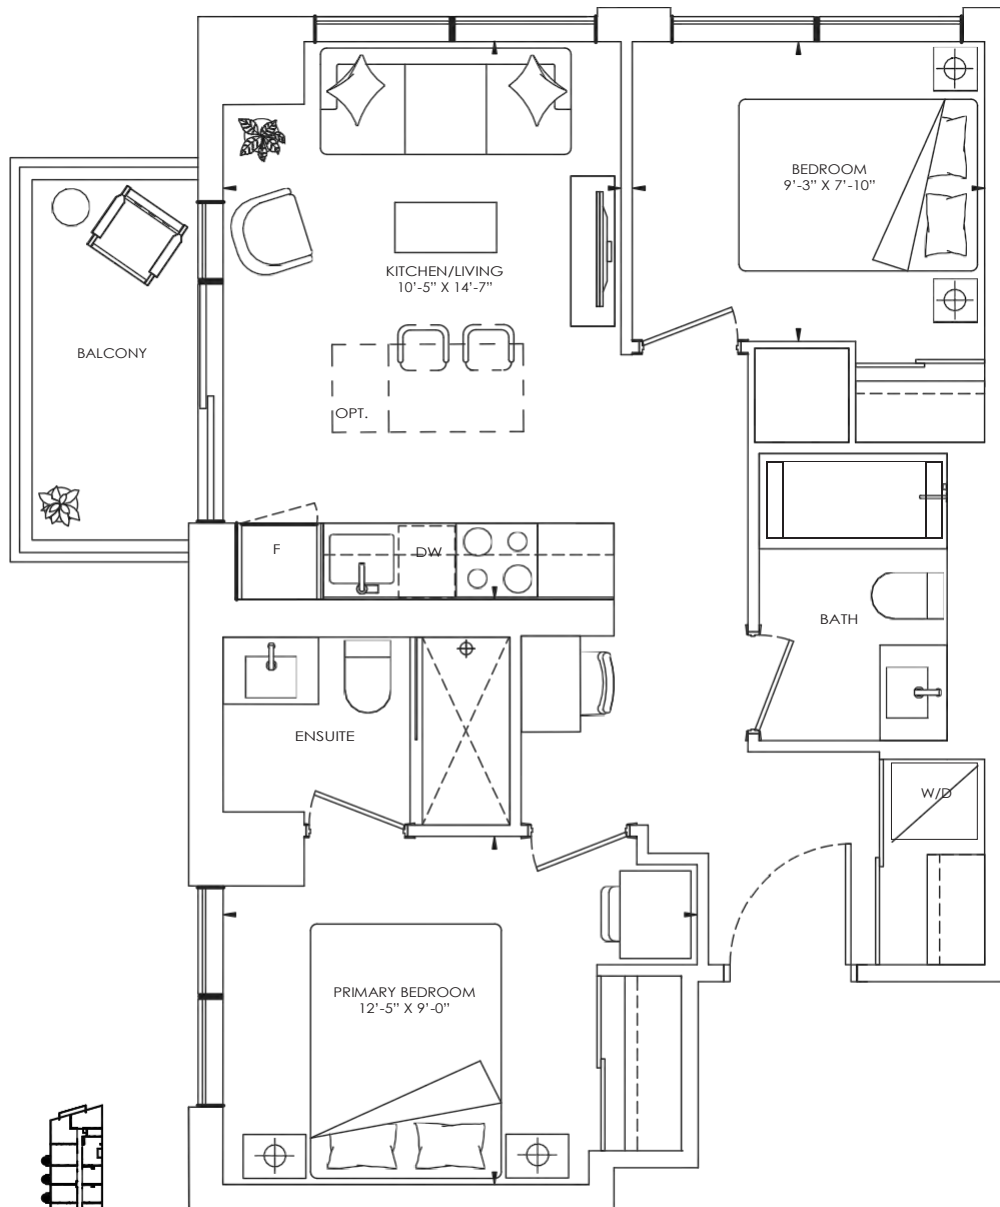 BEDROOM
9’-3” X 7’-10”
KITCHEN/LIVING
10’-5” X 14’-7”
BALCONY
OPT.
F
DW
BATH
ENSUITE
W/D
PRIMARY BEDROOM
12’-5” X 9’-0”